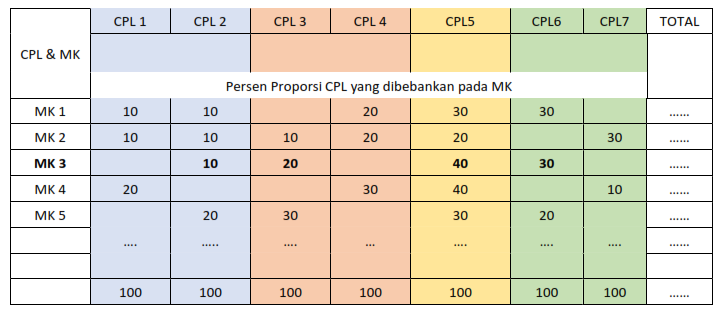 CPL & MK CPL 1 CPL 2 CPL 3 CPL 4 CPL5 CPL6 CPL7 TOTAL
Persen Proporsi CPL yang dibebankan pada MK
MK 1 10 10 20 30 30 ......
MK 2 10 10 10 20 20 30 ......
MK 3 10 20 40 30 ......
MK 4 20 30 40 10 ......
MK 5 20 30 30 20 ......
.... ..... .... ... .... .... .... ......
100 100 100 100 100 100 100 ......